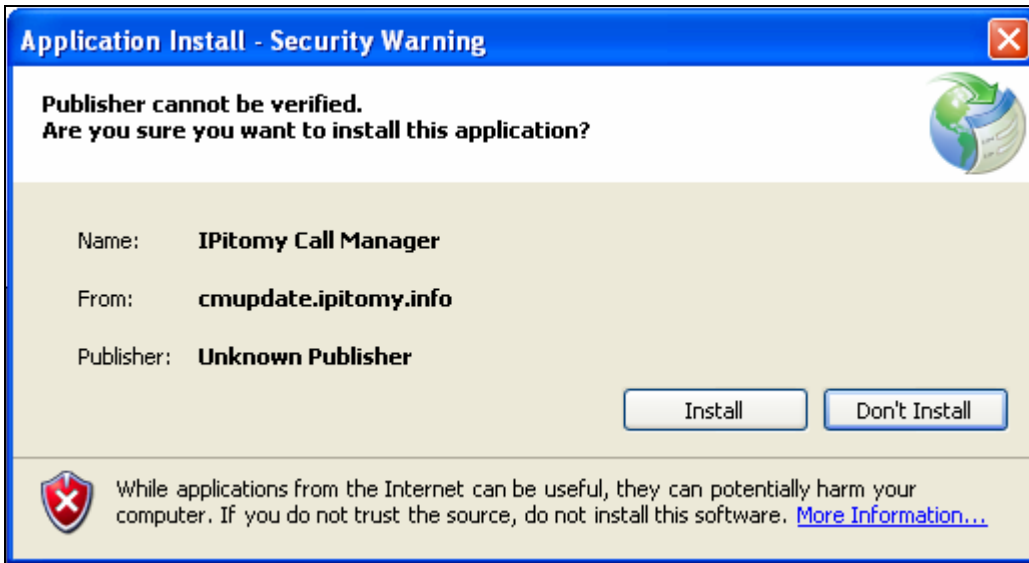 Application Install - Security Warning
Publisher cannot be verified.
Are you sure you want to install this application?
Name: IPitomy Call Manager
From: cmupdate.ipitomy.info
Publisher: Unknown Publisher
Install Don't Install
While applications from the Internet can be useful, they can potentially harm your
computer. If you do not trust the source, do not install this software. More Information...